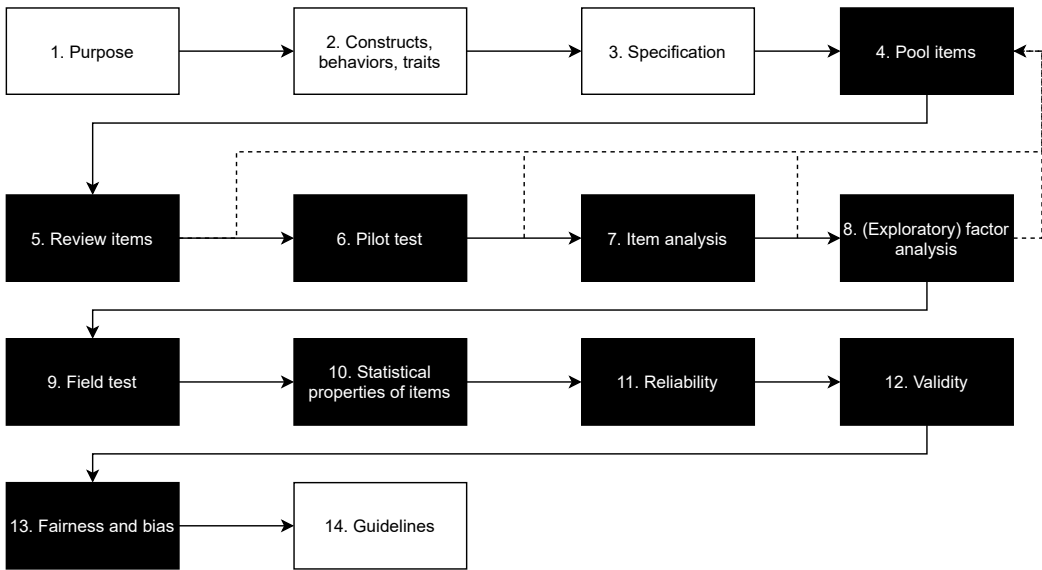 1. Purpose
2. Constructs,
behaviors, traits
3. Specification
4. Pool items
5. Review items
6. Pilot test
7. Item analysis
8. (Exploratory) factor
analysis
9. Field test
10. Statistical
properties of items
11. Reliability
12. Validity
13. Fairness and bias
14. Guidelines